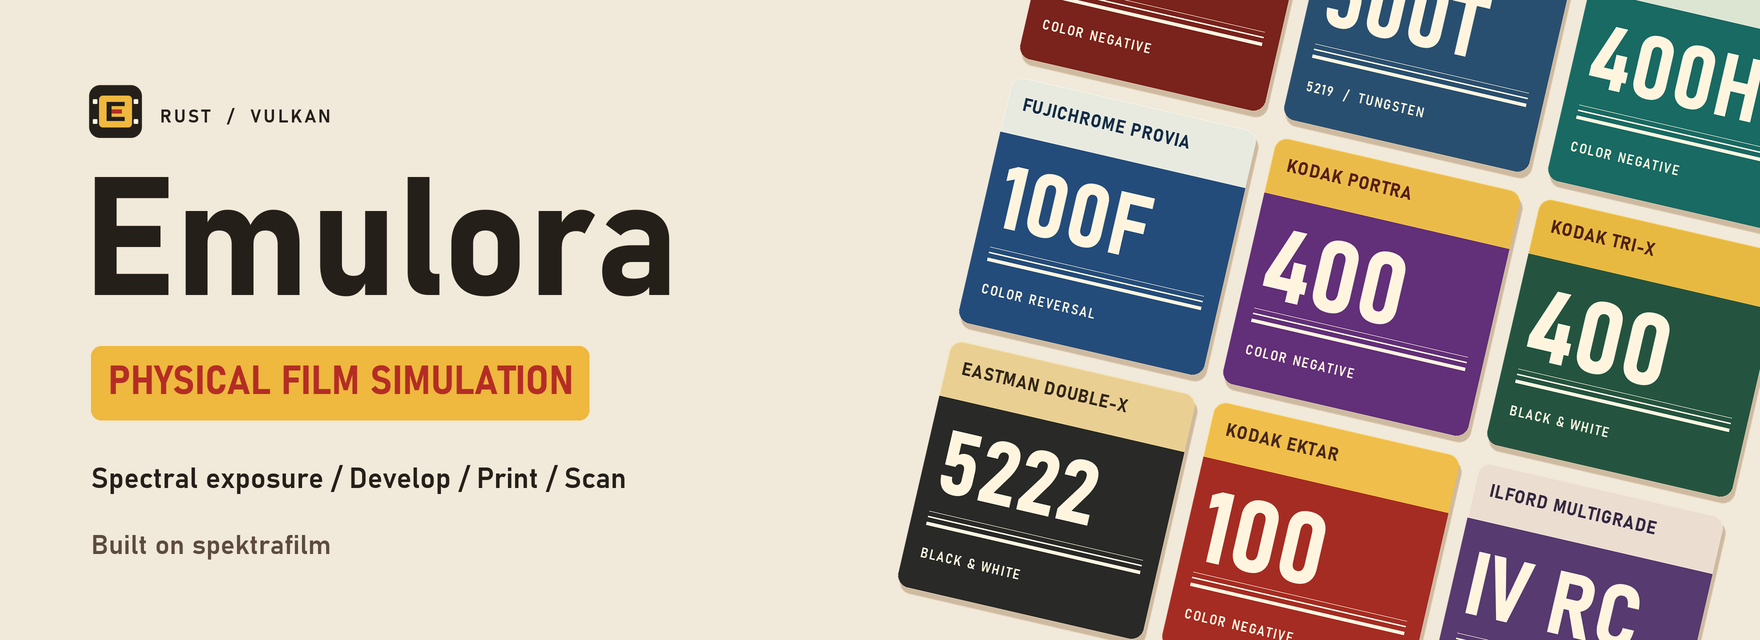 E
RUST / VULKAN
Emulora
PHYSICAL FILM SIMULATION
Spectral exposure / Develop / Print / Scan
Built on spektrafilm
COLOR NEGATIVE
500T
5219 / TUNGSTEN
400H
COLOR NEGATIVE
FUJICHROME PROVIA
100F
COLOR REVERSAL
KODAK PORTRA
400
COLOR NEGATIVE
KODAK TRI-X
400
BLACK & WHITE
EASTMAN DOUBLE-X
5222
BLACK & WHITE
KODAK EKTAR
100
COLOR NEGATIVE
ILFORD MULTIGRADE
IV RC